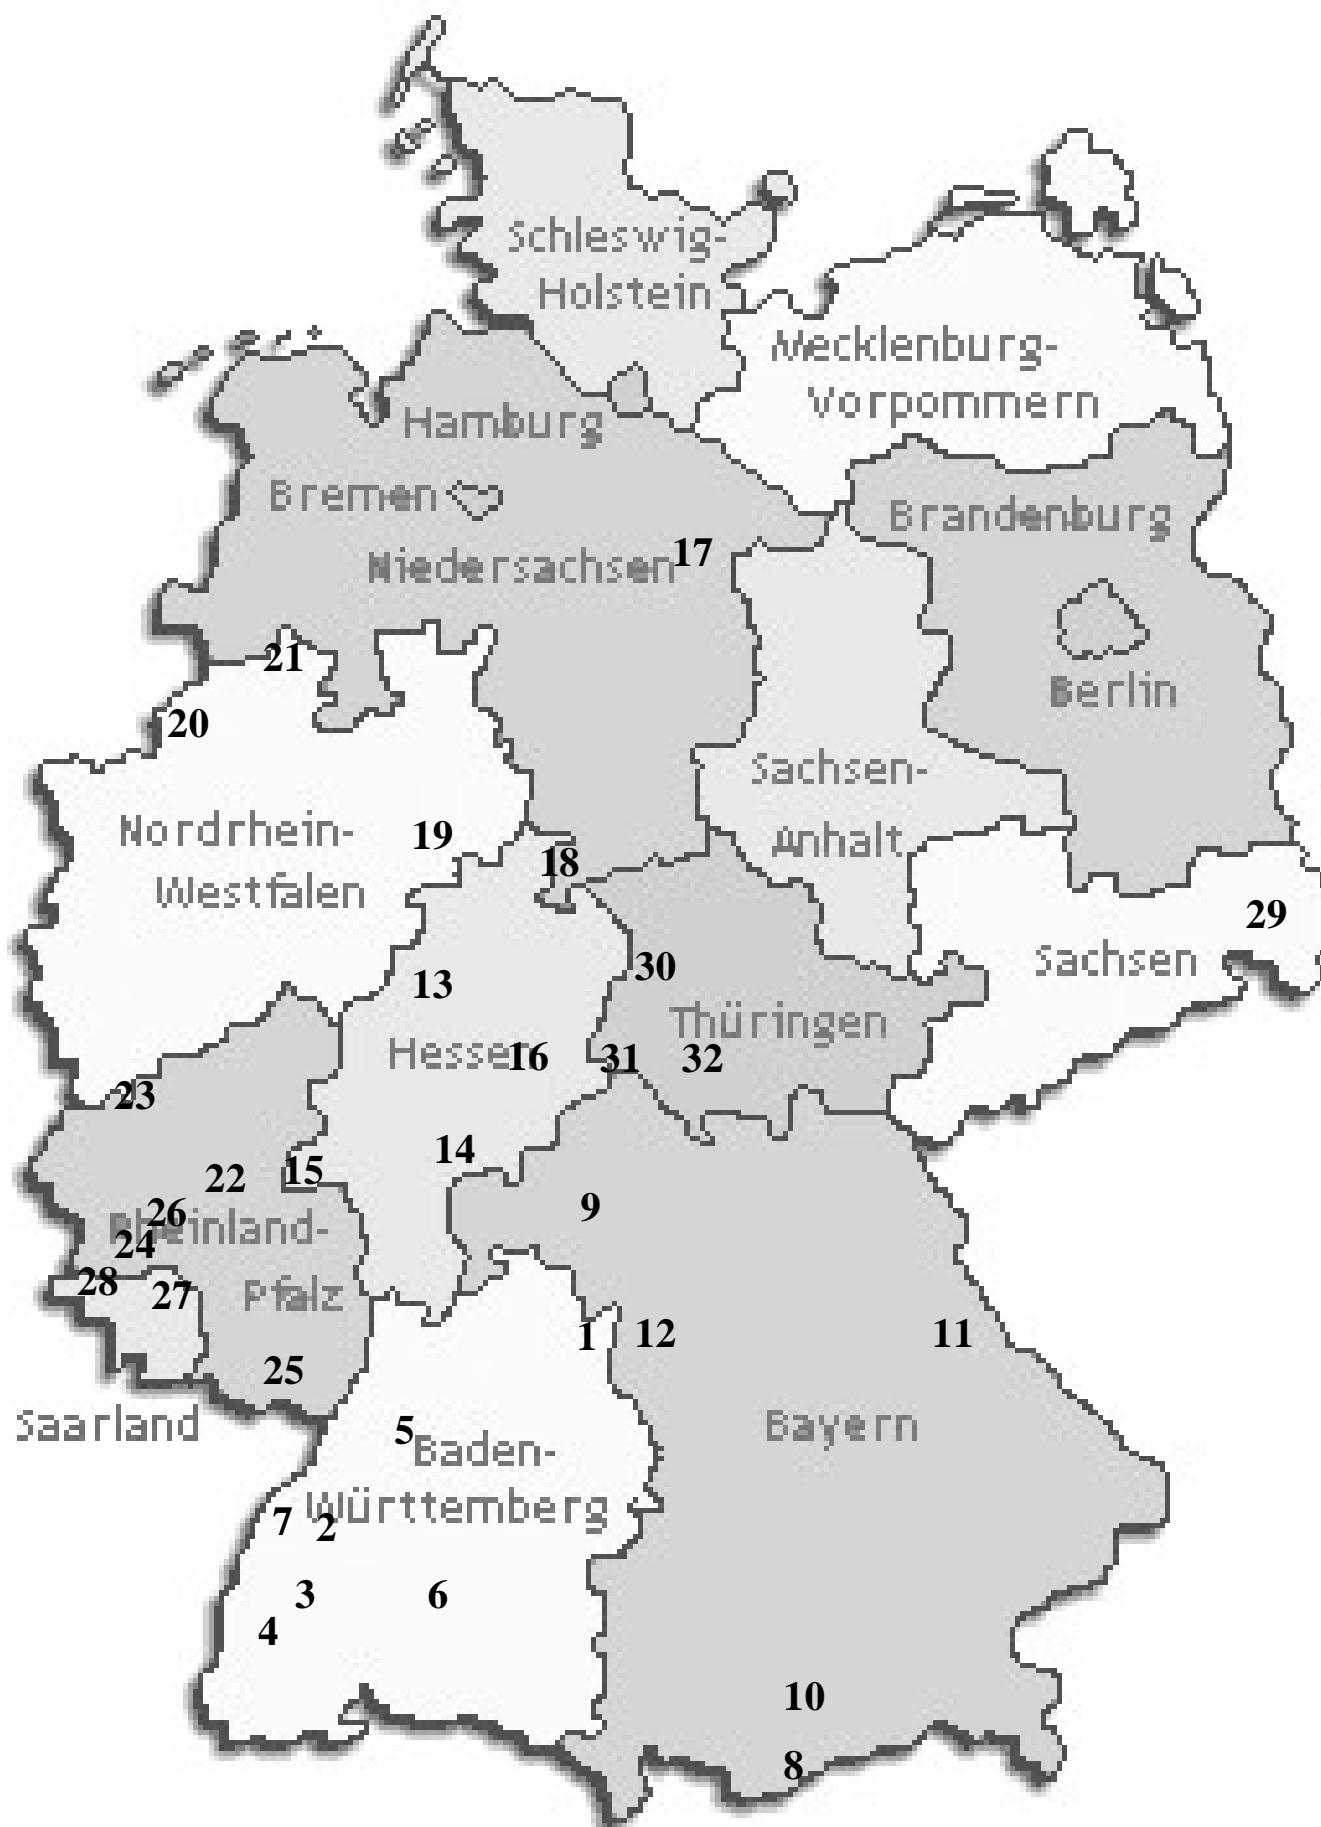 Schleswig-
Holstein
Mecklenburg-
Vorpommern
Hamburg
Bremen
Brandenburg
Niedersachsen
17
21
Berlin
20
Sachsen-
Anhalt
Nordrhein-
Westfalen
19
18
29
Sachsen
30
13
Thüringen
Hessen
16
31
32
23
14
15
22
9
26
Rheinland-
24
28
27
Pfalz
1
12
11
25
Saarland
5
Baden-
Württemberg
Bayern
7
2
3
6
4
10
8